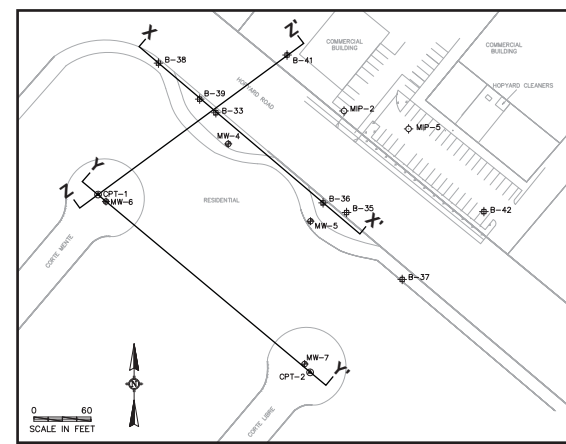 X
Z'
B-38
B-41
COMMERCIAL
BUILDING
COMMERCIAL
BUILDING
HOPYARD ROAD
HOPYARD CLEANERS
B-39
B-33
MIP-2
MIP-5
MW-4
Y
Z
CPT-1
MW-6
RESIDENTIAL
B-36
B-35
B-42
MW-5
X'
CORTE MENTE
B-37
MW-7
CPT-2
Y'
N
CORTE LIBRE
0 60
SCALE IN FEET